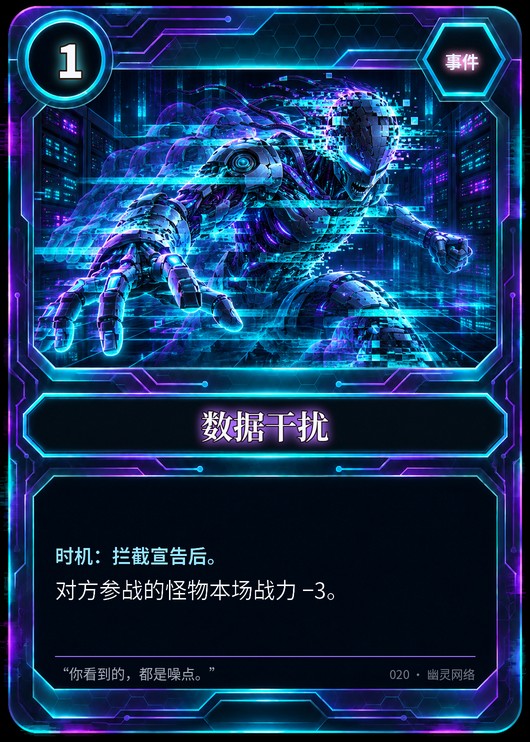 1
事件
数据干扰
时机：拦截宣告后。
对方参战的怪物本场战力 −3。
“你看到的，都是噪点。”
020 · 幽灵网络